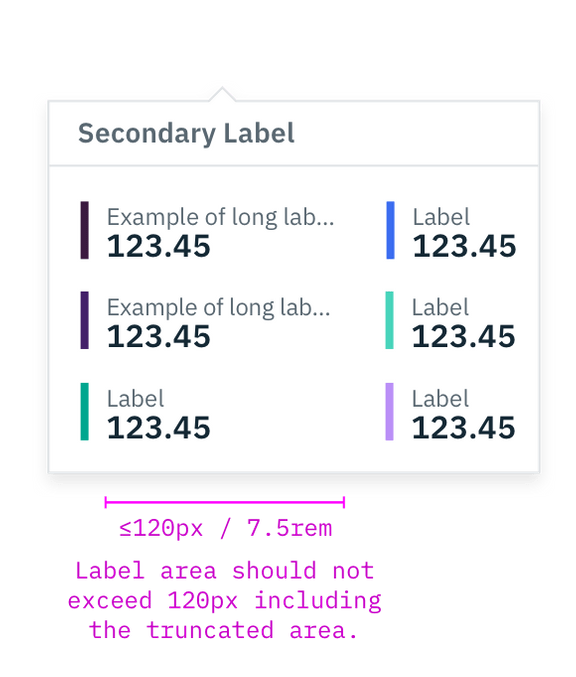 Secondary Label
Example of long lab...
123.45
Label
123.45
Example of long lab...
123.45
Label
123.45
Label
123.45
Label
123.45
≤120px / 7.5rem
Label area should not
exceed 120px including
the truncated area.